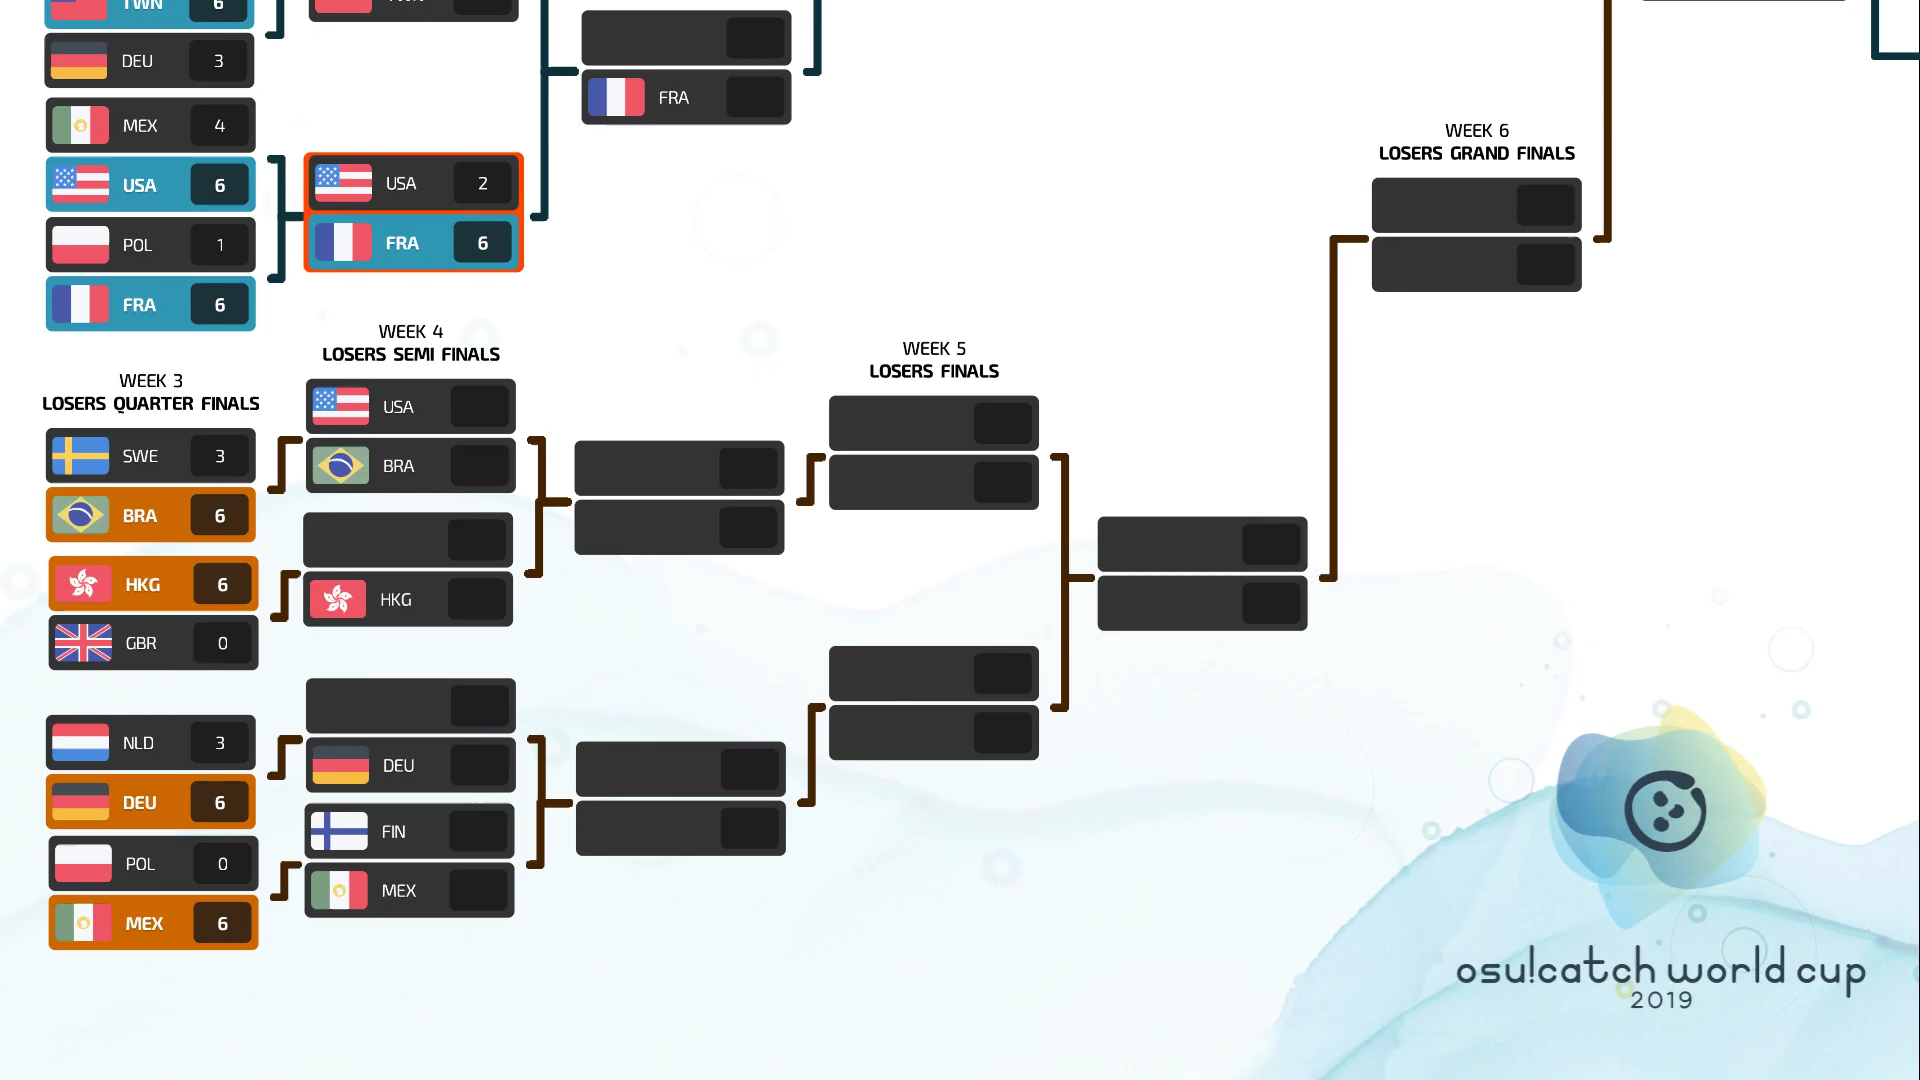 TWN 6
DEU 3
MEX 4
USA 6
POL 1
FRA 6
USA 2
FRA 6
FRA
WEEK 6
LOSERS GRAND FINALS
WEEK 3
LOSERS QUARTER FINALS
SWE 3
BRA 6
HKG 6
GBR 0
NLD 3
DEU 6
POL 0
MEX 6
WEEK 4
LOSERS SEMI FINALS
USA
BRA
HKG
DEU
FIN
MEX
WEEK 5
LOSERS FINALS
osu!catch world cup
2019